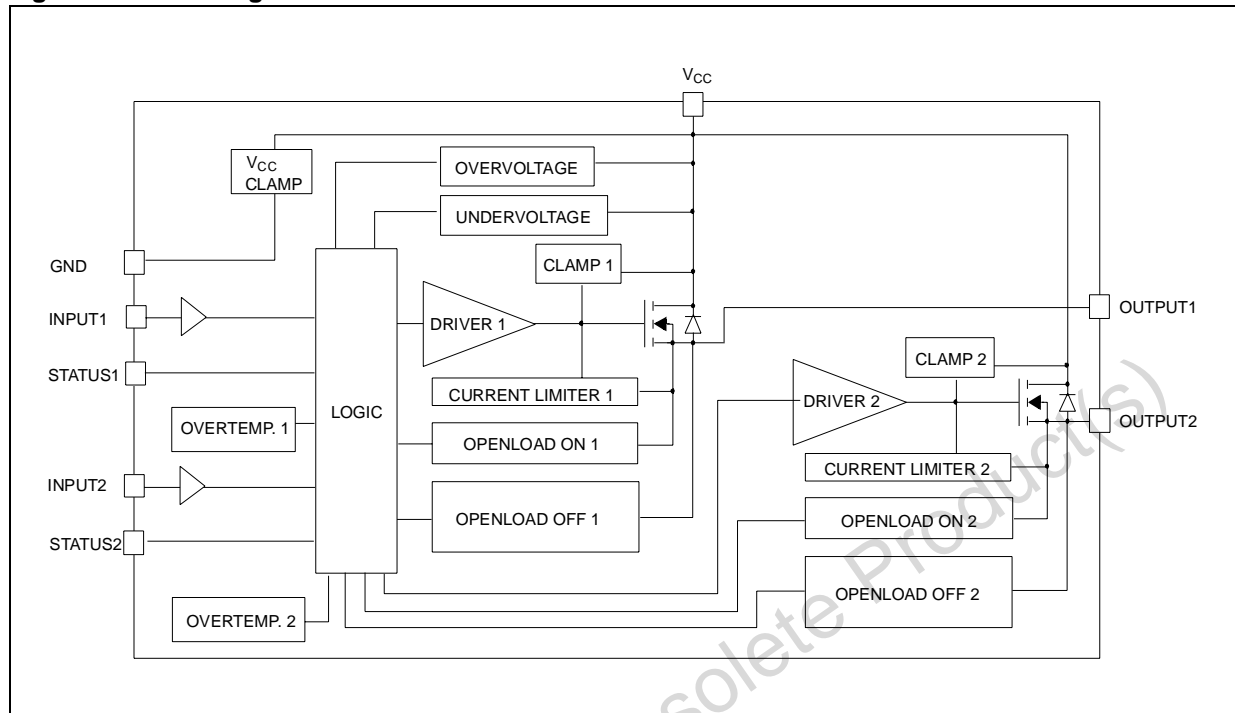 VCC
VCC
CLAMP
OVERVOLTAGE
UNDERVOLTAGE
GND
CLAMP 1
INPUT1
DRIVER 1
OUTPUT1
STATUS1
CURRENT LIMITER 1
CLAMP 2
LOGIC
DRIVER 2
OVERTEMP. 1
OPENLOAD ON 1
OUTPUT2
INPUT2
CURRENT LIMITER 2
OPENLOAD OFF 1
OPENLOAD ON 2
STATUS2
OPENLOAD OFF 2
OVERTEMP. 2
solete Product(s)